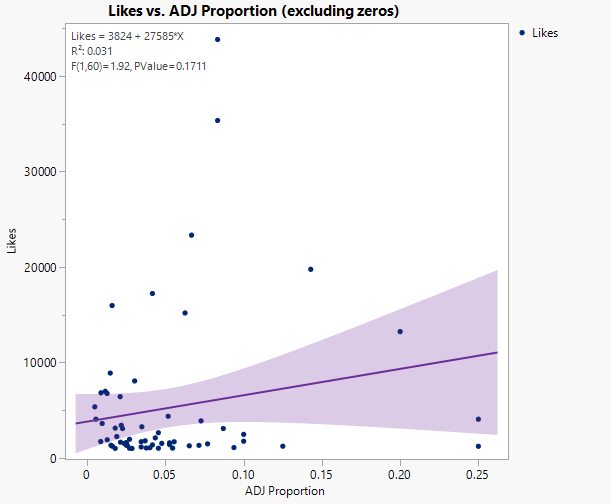 Likes vs. ADJ Proportion (excluding zeros)
Likes = 3824 + 27585*X
R²: 0.031
F(1,60)=1.92, PValue=0.1711
Likes
40000
30000
20000
10000
0
Likes
0
0.05
0.10
0.15
0.20
0.25
ADJ Proportion